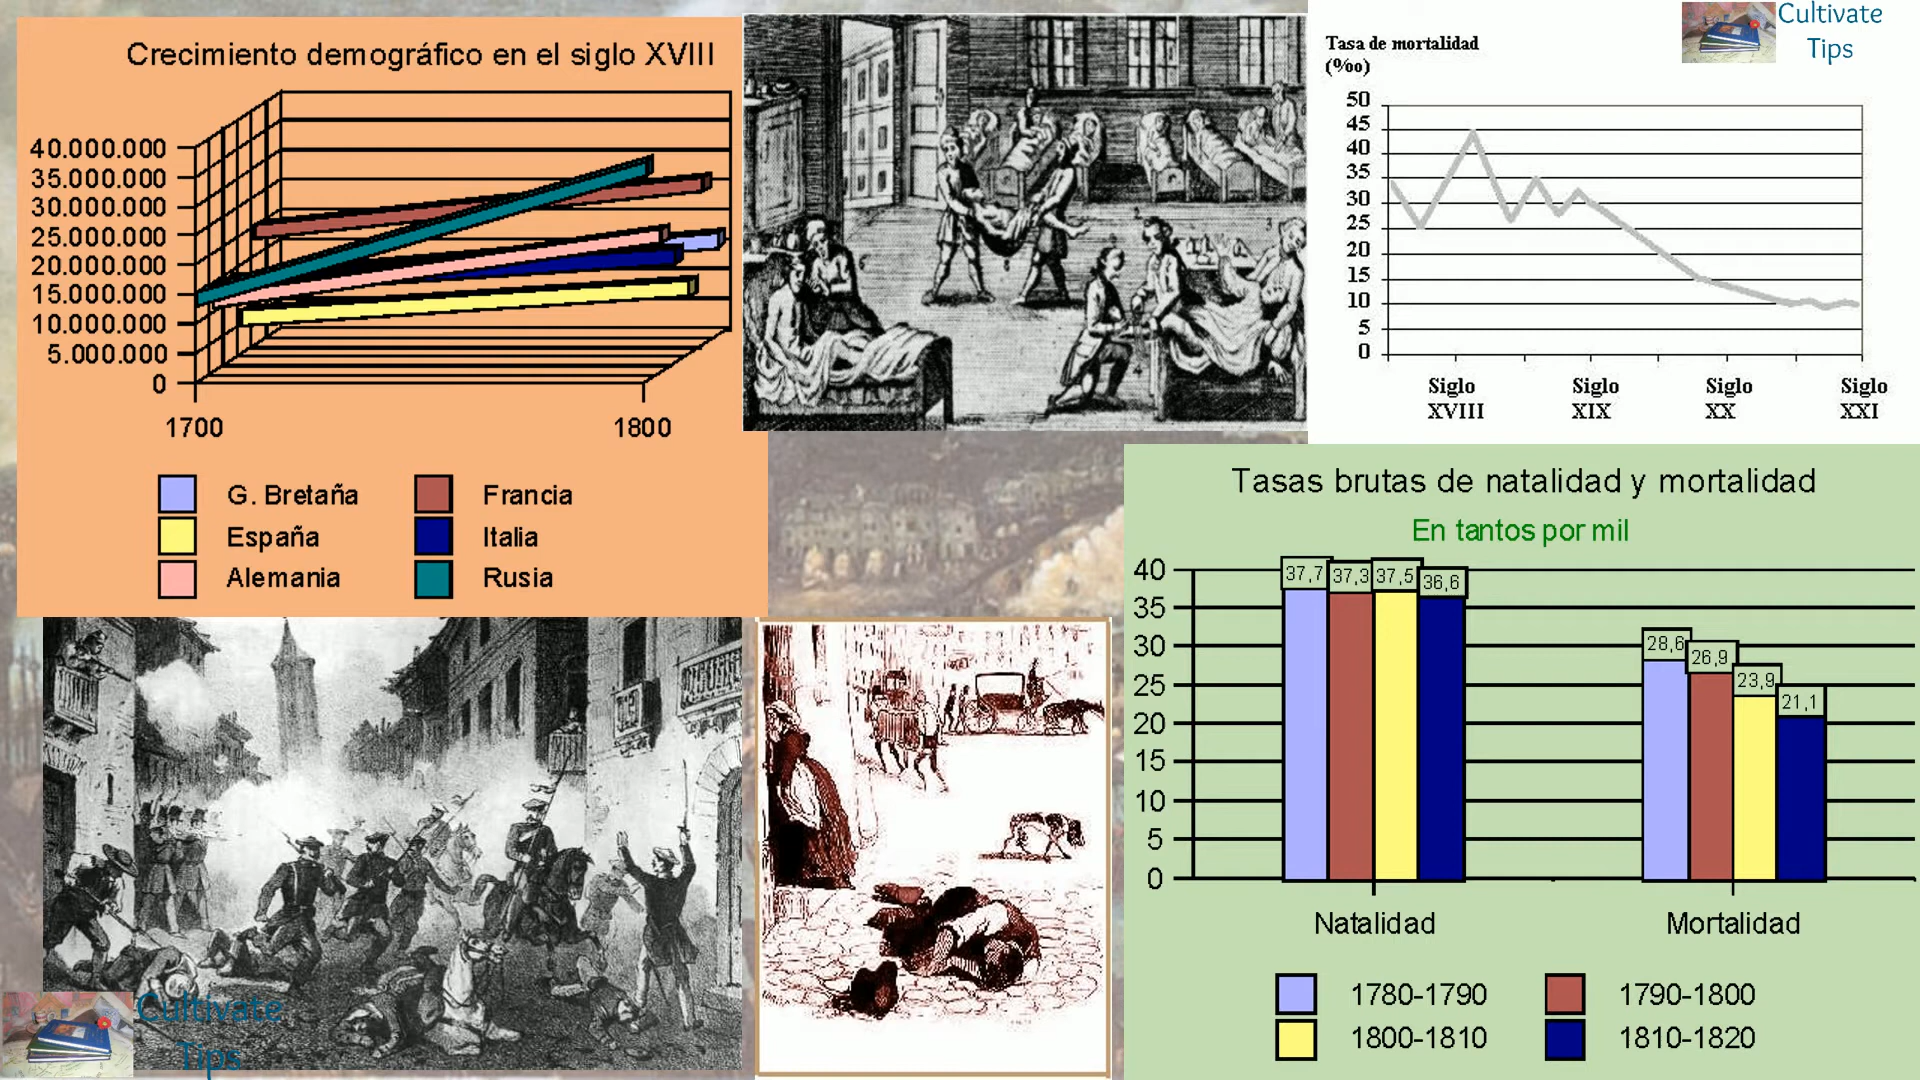 Crecimiento demográfico en el siglo XVIII
40.000.000
35.000.000
30.000.000
25.000.000
20.000.000
15.000.000
10.000.000
5.000.000
0
1700
1800
G. Bretaña
Francia
España
Italia
Alemania
Rusia
Tasa de mortalidad
(%o)
50
45
40
35
30
25
20
15
10
5
0
Siglo
XVIII
Siglo
XIX
Siglo
XX
Siglo
XXI
Cultivate
Tips
Tasas brutas de natalidad y mortalidad
En tantos por mil
40
35
30
25
20
15
10
5
0
37,7
37,3
37,5
36,6
28,6
26,9
23,9
21,1
Natalidad
Mortalidad
1780-1790
1790-1800
1800-1810
1810-1820
Cultivate
Tips